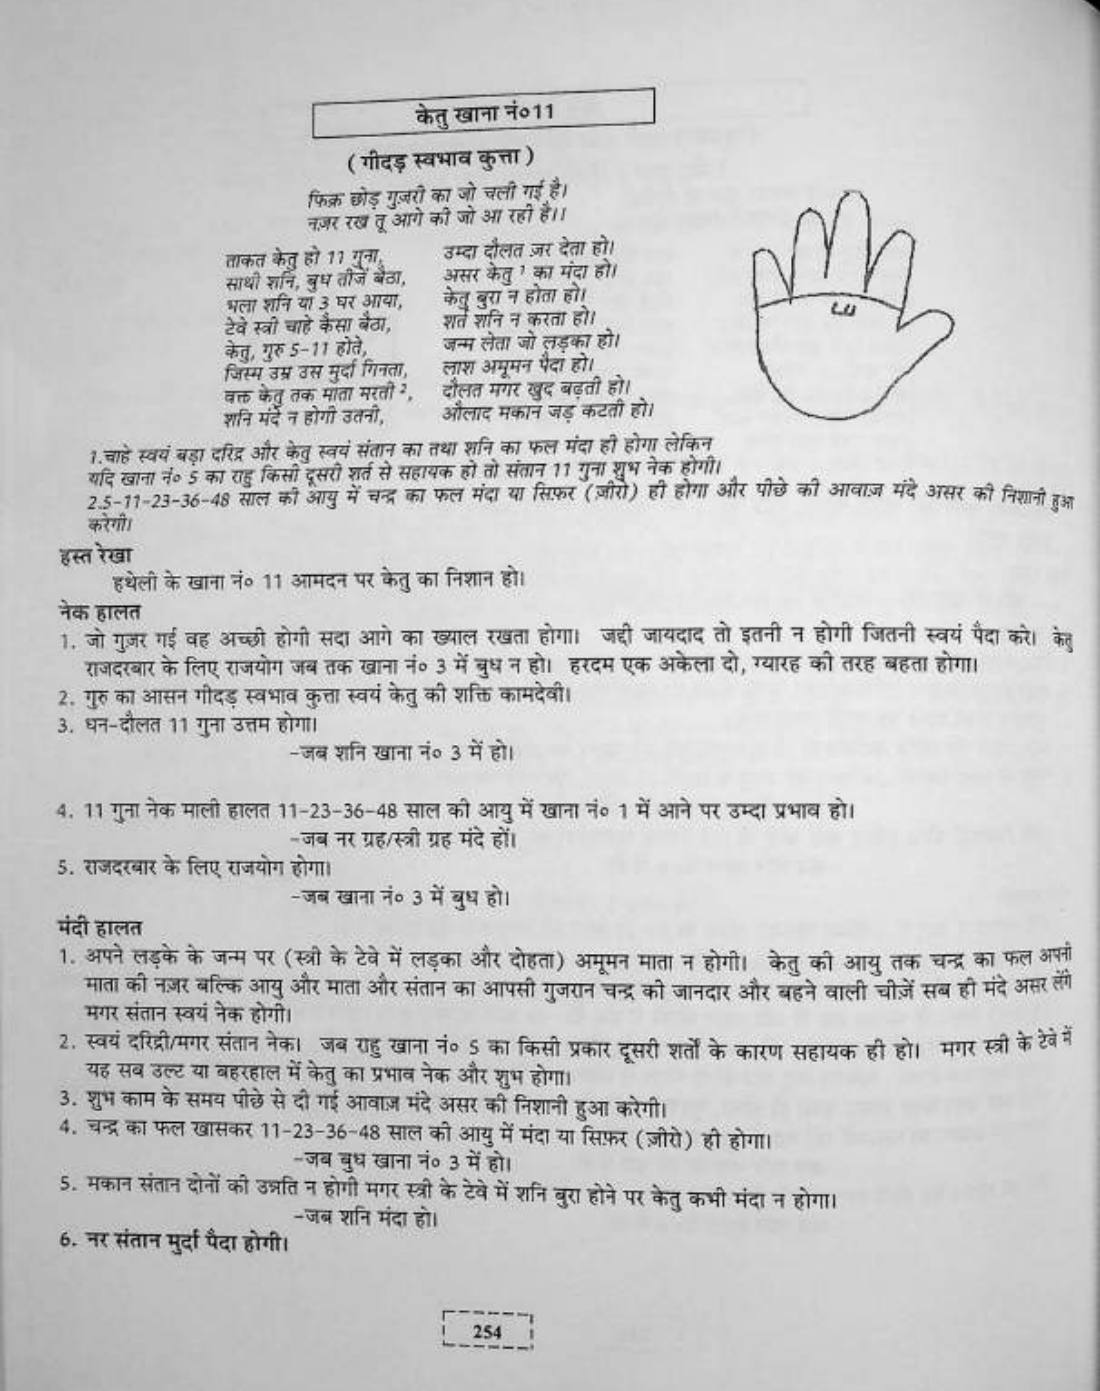 केतु खाना नं०11
( गीदड़ स्वभाव कुत्ता )
फिक्र छोड़ गुज़री का जो चली गई है।
नज़र रख तू आगे की जो आ रही है।।
ताकत केतु हो 11 गुना, उम्दा दौलत ज़र देता हो।
साथी शनि, बुध तीजें बैठा, असर केतु ¹ का मंदा हो।
भला शनि या 3 घर आया, केतु बुरा न होता हो।
टेवे स्त्री चाहे कैसा बैठा, शर्त शनि न करता हो।
केतु, गुरु 5-11 होते, जन्म लेता जो लड़का हो।
जिस्म उम्र उस मुर्दा गिनता, लाश अमूमन पैदा हो।
वक्त केतु तक माता मरती ², दौलत मगर खुद बढ़ती हो।
शनि मंदे न होगी उतनी, औलाद मकान जड़ कटती हो।
1.चाहे स्वयं बड़ा दरिद्र और केतु स्वयं संतान का तथा शनि का फल मंदा ही होगा लेकिन
यदि खाना नं० 5 का राहु किसी दूसरी शर्त से सहायक हो तो संतान 11 गुना शुभ नेक होगी।
2.5-11-23-36-48 साल की आयु में चन्द्र का फल मंदा या सिफ़र (ज़ीरो) ही होगा और पीछे की आवाज़ मंदे असर की निशानी हुआ
करेगी।
हस्त रेखा
हथेली के खाना नं० 11 आमदन पर केतु का निशान हो।
नेक हालत
1. जो गुज़र गई वह अच्छी होगी सदा आगे का ख्याल रखता होगा। जद्दी जायदाद तो इतनी न होगी जितनी स्वयं पैदा करे। केतु
राजदरबार के लिए राजयोग जब तक खाना नं० 3 में बुध न हो। हरदम एक अकेला दो, ग्यारह की तरह बहता होगा।
2. गुरु का आसन गीदड़ स्वभाव कुत्ता स्वयं केतु की शक्ति कामदेवी।
3. धन-दौलत 11 गुना उत्तम होगा।
-जब शनि खाना नं० 3 में हो।
4. 11 गुना नेक माली हालत 11-23-36-48 साल की आयु में खाना नं० 1 में आने पर उम्दा प्रभाव हो।
-जब नर ग्रह/स्त्री ग्रह मंदे हों।
5. राजदरबार के लिए राजयोग होगा।
-जब खाना नं० 3 में बुध हो।
मंदी हालत
1. अपने लड़के के जन्म पर (स्त्री के टेवे में लड़का और दोहता) अमूमन माता न होगी। केतु की आयु तक चन्द्र का फल अपनी
माता की नज़र बल्कि आयु और माता और संतान का आपसी गुजरान चन्द्र की जानदार और बहने वाली चीज़ें सब ही मंदे असर लेंगे
मगर संतान स्वयं नेक होगी।
2. स्वयं दरिद्री/मगर संतान नेक। जब राहु खाना नं० 5 का किसी प्रकार दूसरी शर्तों के कारण सहायक ही हो। मगर स्त्री के टेवे में
यह सब उल्ट या बहरहाल में केतु का प्रभाव नेक और शुभ होगा।
3. शुभ काम के समय पीछे से दी गई आवाज़ मंदे असर की निशानी हुआ करेगी।
4. चन्द्र का फल खासकर 11-23-36-48 साल की आयु में मंदा या सिफ़र (ज़ीरो) ही होगा।
-जब बुध खाना नं० 3 में हो।
5. मकान संतान दोनों की उन्नति न होगी मगर स्त्री के टेवे में शनि बुरा होने पर केतु कभी मंदा न होगा।
-जब शनि मंदा हो।
6. नर संतान मुर्दा पैदा होगी।
254